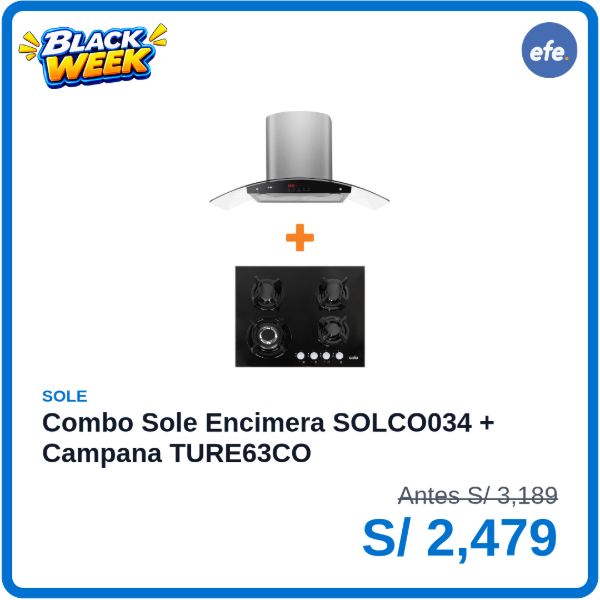 BLACK
WEEK
efe.
SOLE
Combo Sole Encimera SOLCO034 +
Campana TURE63CO
Antes S/ 3,189
S/ 2,479